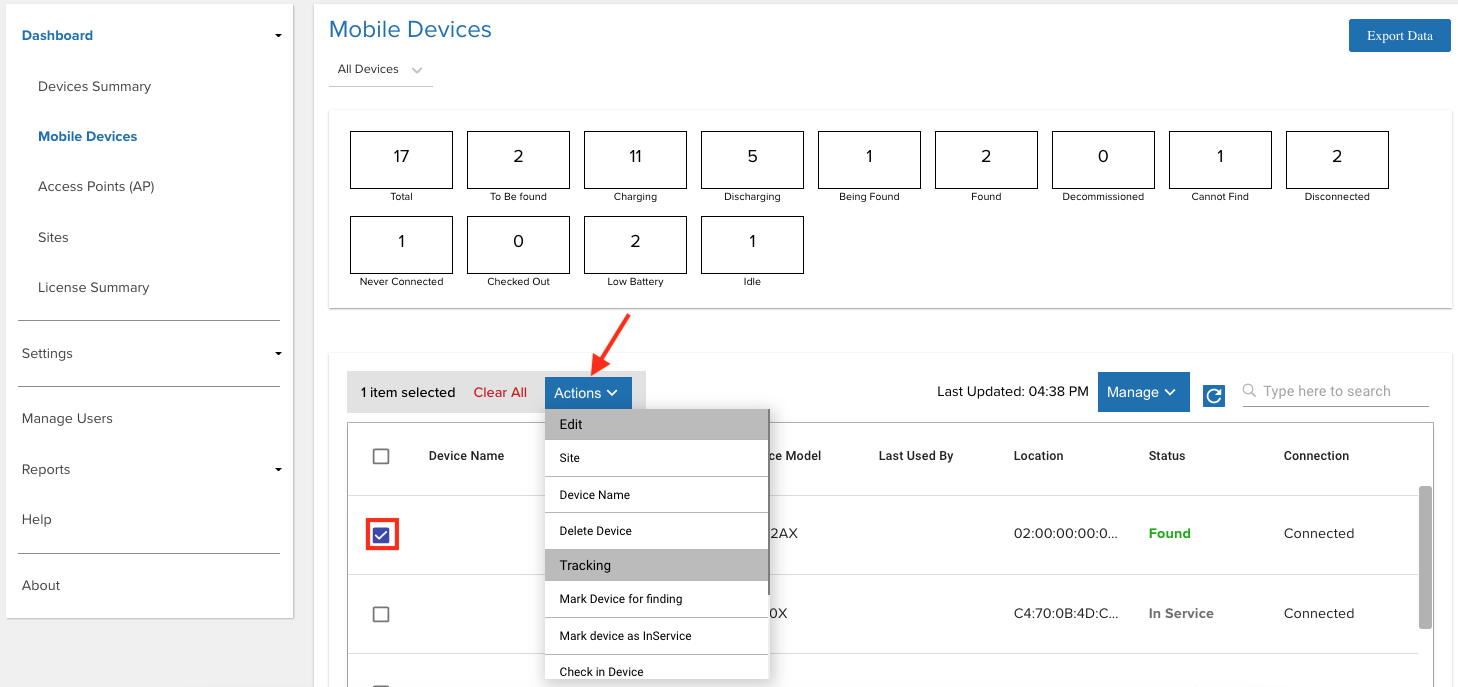 Dashboard
Devices Summary
Mobile Devices
Access Points (AP)
Sites
License Summary
Settings
Manage Users
Reports
Help
About
Mobile Devices
Export Data
All Devices
17
Total
2
To Be found
11
Charging
5
Discharging
1
Being Found
2
Found
0
Decommissioned
1
Cannot Find
2
Disconnected
1
Never Connected
0
Checked Out
2
Low Battery
1
Idle
1 item selected Clear All Actions
Last Updated: 04:38 PM Manage Type here to search
Edit
Site
Device Name
Delete Device
Tracking
Mark Device for finding
Mark device as InService
Check in Device
Device Name ce Model Last Used By Location Status Connection
2AX 02:00:00:00:0... Found Connected
0X C4:70:0B:4D:C... In Service Connected